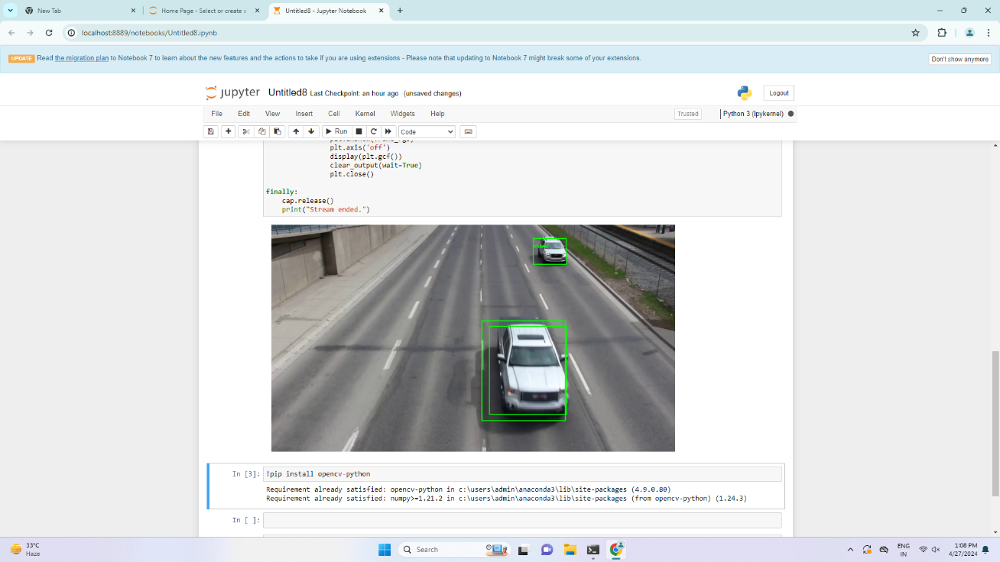 New Tab
Home Page - Select or create a
Untitled8 - Jupyter Notebook
localhost:8889/notebooks/Untitled8.ipynb
UPDATE Read the migration plan to Notebook 7 to learn about the new features and the actions to take if you are using extensions - Please note that updating to Notebook 7 might break some of your extensions.
Don't show anymore
jupyter Untitled8 Last Checkpoint: an hour ago (unsaved changes)
Logout
File Edit View Insert Cell Kernel Widgets Help
Trusted
Python 3 (ipykernel)
Run
Code
plt.axis('off')
display(plt.gcf())
clear_output(wait=True)
plt.close()
finally:
cap.release()
print("Stream ended.")
In [3]: !pip install opencv-python
Requirement already satisfied: opencv-python in c:\users\admin\anaconda3\lib\site-packages (4.9.0.80)
Requirement already satisfied: numpy>=1.21.2 in c:\users\admin\anaconda3\lib\site-packages (from opencv-python) (1.24.3)
In [ ]:
33°C
Haze
Search
ENG
IN
1:08 PM
4/27/2024